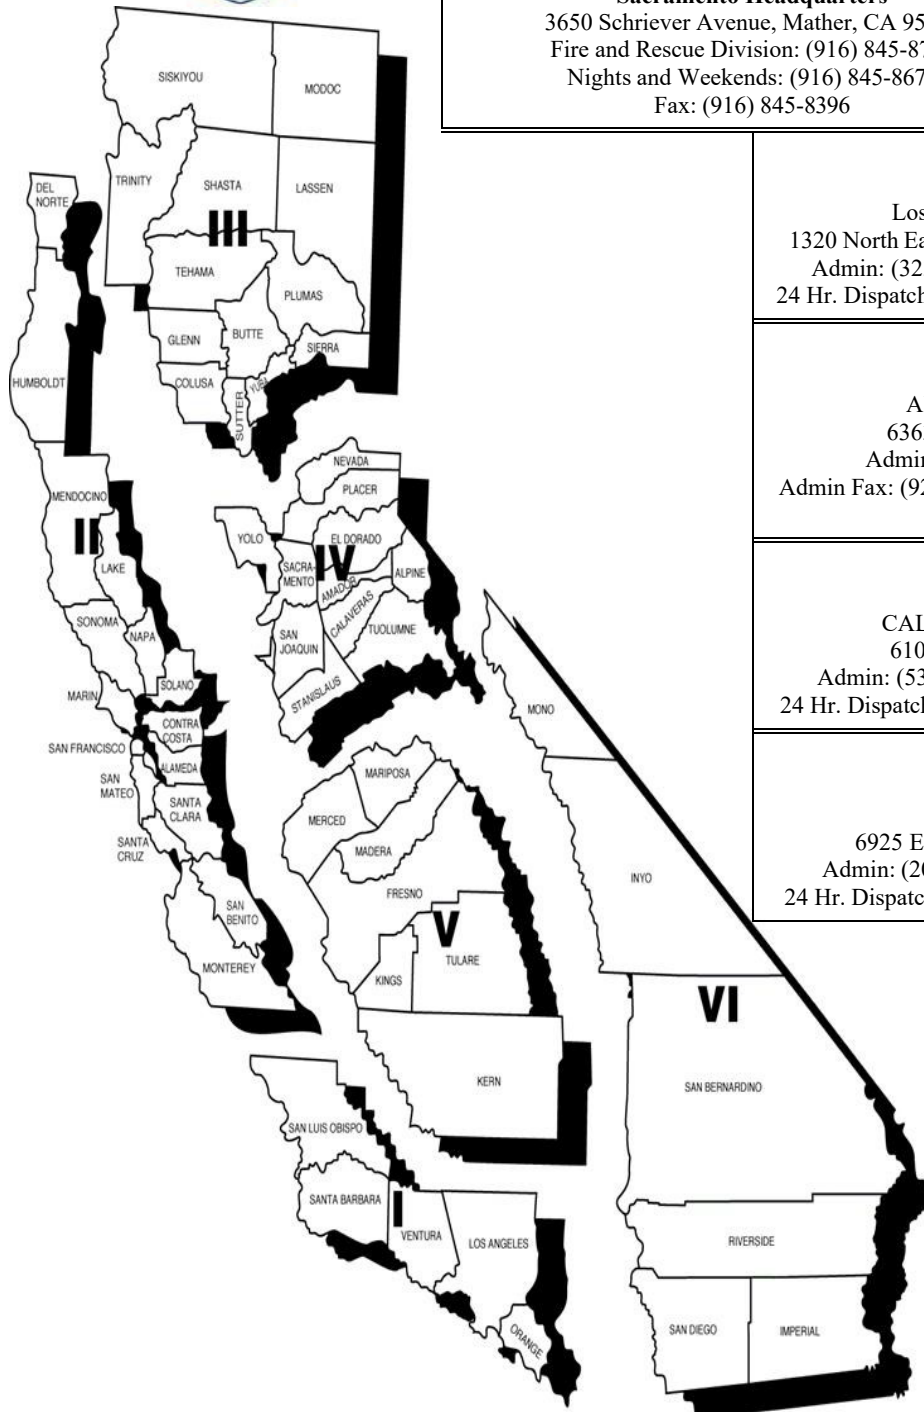 Sacramento Headquarters
3650 Schriever Avenue, Mather, CA 95
Fire and Rescue Division: (916) 845-87
Nights and Weekends: (916) 845-867
Fax: (916) 845-8396
Los
1320 North Ea
Admin: (32
24 Hr. Dispatch
A
636
Admin
Admin Fax: (92
CAL
610
Admin: (53
24 Hr. Dispatch
6925 E
Admin: (20
24 Hr. Dispatc
SISKIYOU
MODOC
DEL
NORTE
TRINITY
SHASTA
LASSEN
III
TEHAMA
PLUMAS
GLENN
BUTTE
SIERRA
HUMBOLDT
COLUSA
YUBA
SUTTER
NEVADA
PLACER
MENDOCINO
II
LAKE
YOLO
EL DORADO
SACRA-
MENTO
IV
ALPINE
AMADOR
CALAVERAS
SONOMA
NAPA
SAN
JOAQUIN
TUOLUMNE
SOLANO
STANISLAUS
MARIN
CONTRA
COSTA
SAN FRANCISCO
ALAMEDA
SAN
MATEO
SANTA
CLARA
SANTA
CRUZ
SAN
BENITO
MONTEREY
MONO
MARIPOSA
MERCED
MADERA
INYO
FRESNO
V
TULARE
KINGS
VI
KERN
SAN BERNARDINO
SAN LUIS OBISPO
SANTA BARBARA
I
VENTURA
LOS ANGELES
RIVERSIDE
ORANGE
SAN DIEGO
IMPERIAL